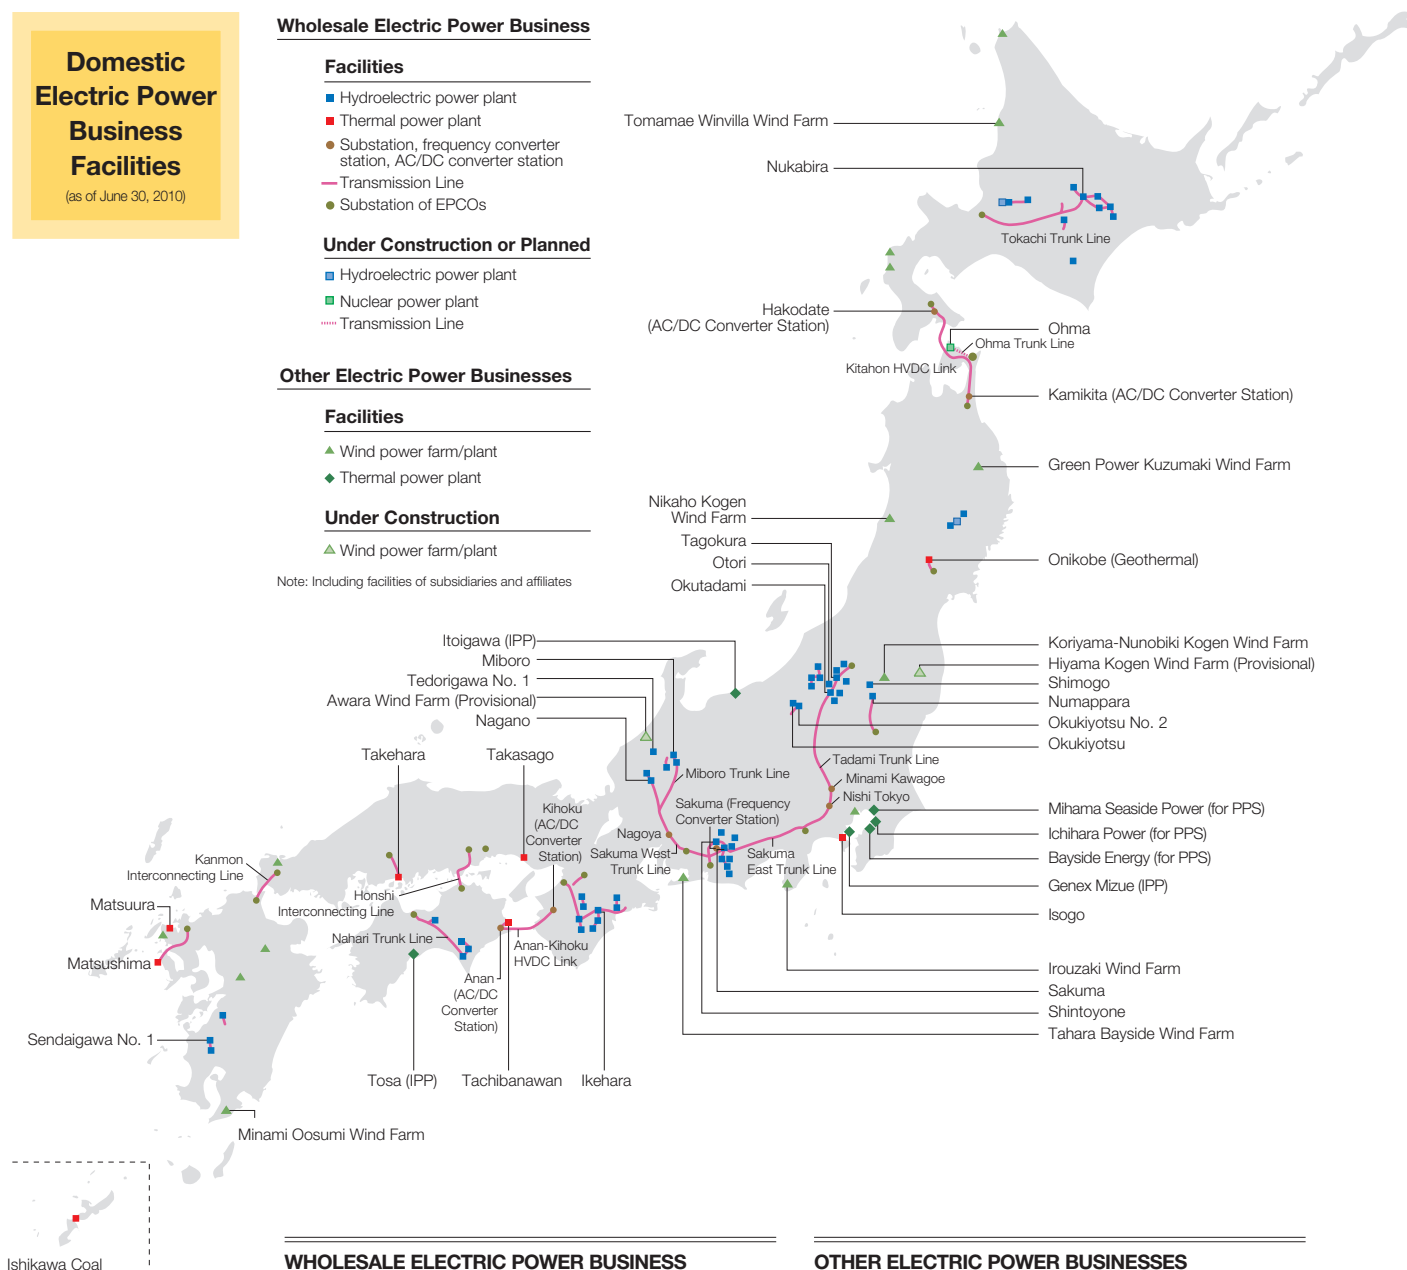 Domestic
Electric Power
Business
Facilities
(as of June 30, 2010)
Wholesale Electric Power Business
Facilities
Hydroelectric power plant
Thermal power plant
Substation, frequency converter
station, AC/DC converter station
Transmission Line
Substation of EPCOs
Under Construction or Planned
Hydroelectric power plant
Nuclear power plant
Transmission Line
Other Electric Power Businesses
Facilities
Wind power farm/plant
Thermal power plant
Under Construction
Wind power farm/plant
Note: Including facilities of subsidiaries and affiliates
Tomamae Winvilla Wind Farm
Nukabira
Tokachi Trunk Line
Hakodate
(AC/DC Converter Station)
Ohma
Ohma Trunk Line
Kitahon HVDC Link
Kamikita (AC/DC Converter Station)
Green Power Kuzumaki Wind Farm
Nikaho Kogen
Wind Farm
Tagokura
Otori
Okutadami
Onikobe (Geothermal)
Itoigawa (IPP)
Miboro
Tedorigawa No. 1
Awara Wind Farm (Provisional)
Nagano
Koriyama-Nunobiki Kogen Wind Farm
Hiyama Kogen Wind Farm (Provisional)
Shimogo
Numappara
Okukiyotsu No. 2
Okukiyotsu
Takehara
Takasago
Miboro Trunk Line
Tadami Trunk Line
Minami Kawagoe
Nishi Tokyo
Kihoku
(AC/DC
Converter
Station)
Sakuma (Frequency
Converter Station)
Nagoya
Sakuma West
Trunk Line
Sakuma
East Trunk Line
Mihama Seaside Power (for PPS)
Ichihara Power (for PPS)
Bayside Energy (for PPS)
Genex Mizue (IPP)
Isogo
Kanmon
Interconnecting Line
Honshi
Interconnecting Line
Matsuura
Nahari Trunk Line
Anan-Kihoku
HVDC Link
Matsushima
Anan
(AC/DC
Converter
Station)
Irouzaki Wind Farm
Sakuma
Shintoyone
Tahara Bayside Wind Farm
Sendaigawa No. 1
Tosa (IPP)
Tachibanawan
Ikehara
Minami Oosumi Wind Farm
Ishikawa Coal
WHOLESALE ELECTRIC POWER BUSINESS
OTHER ELECTRIC POWER BUSINESSES